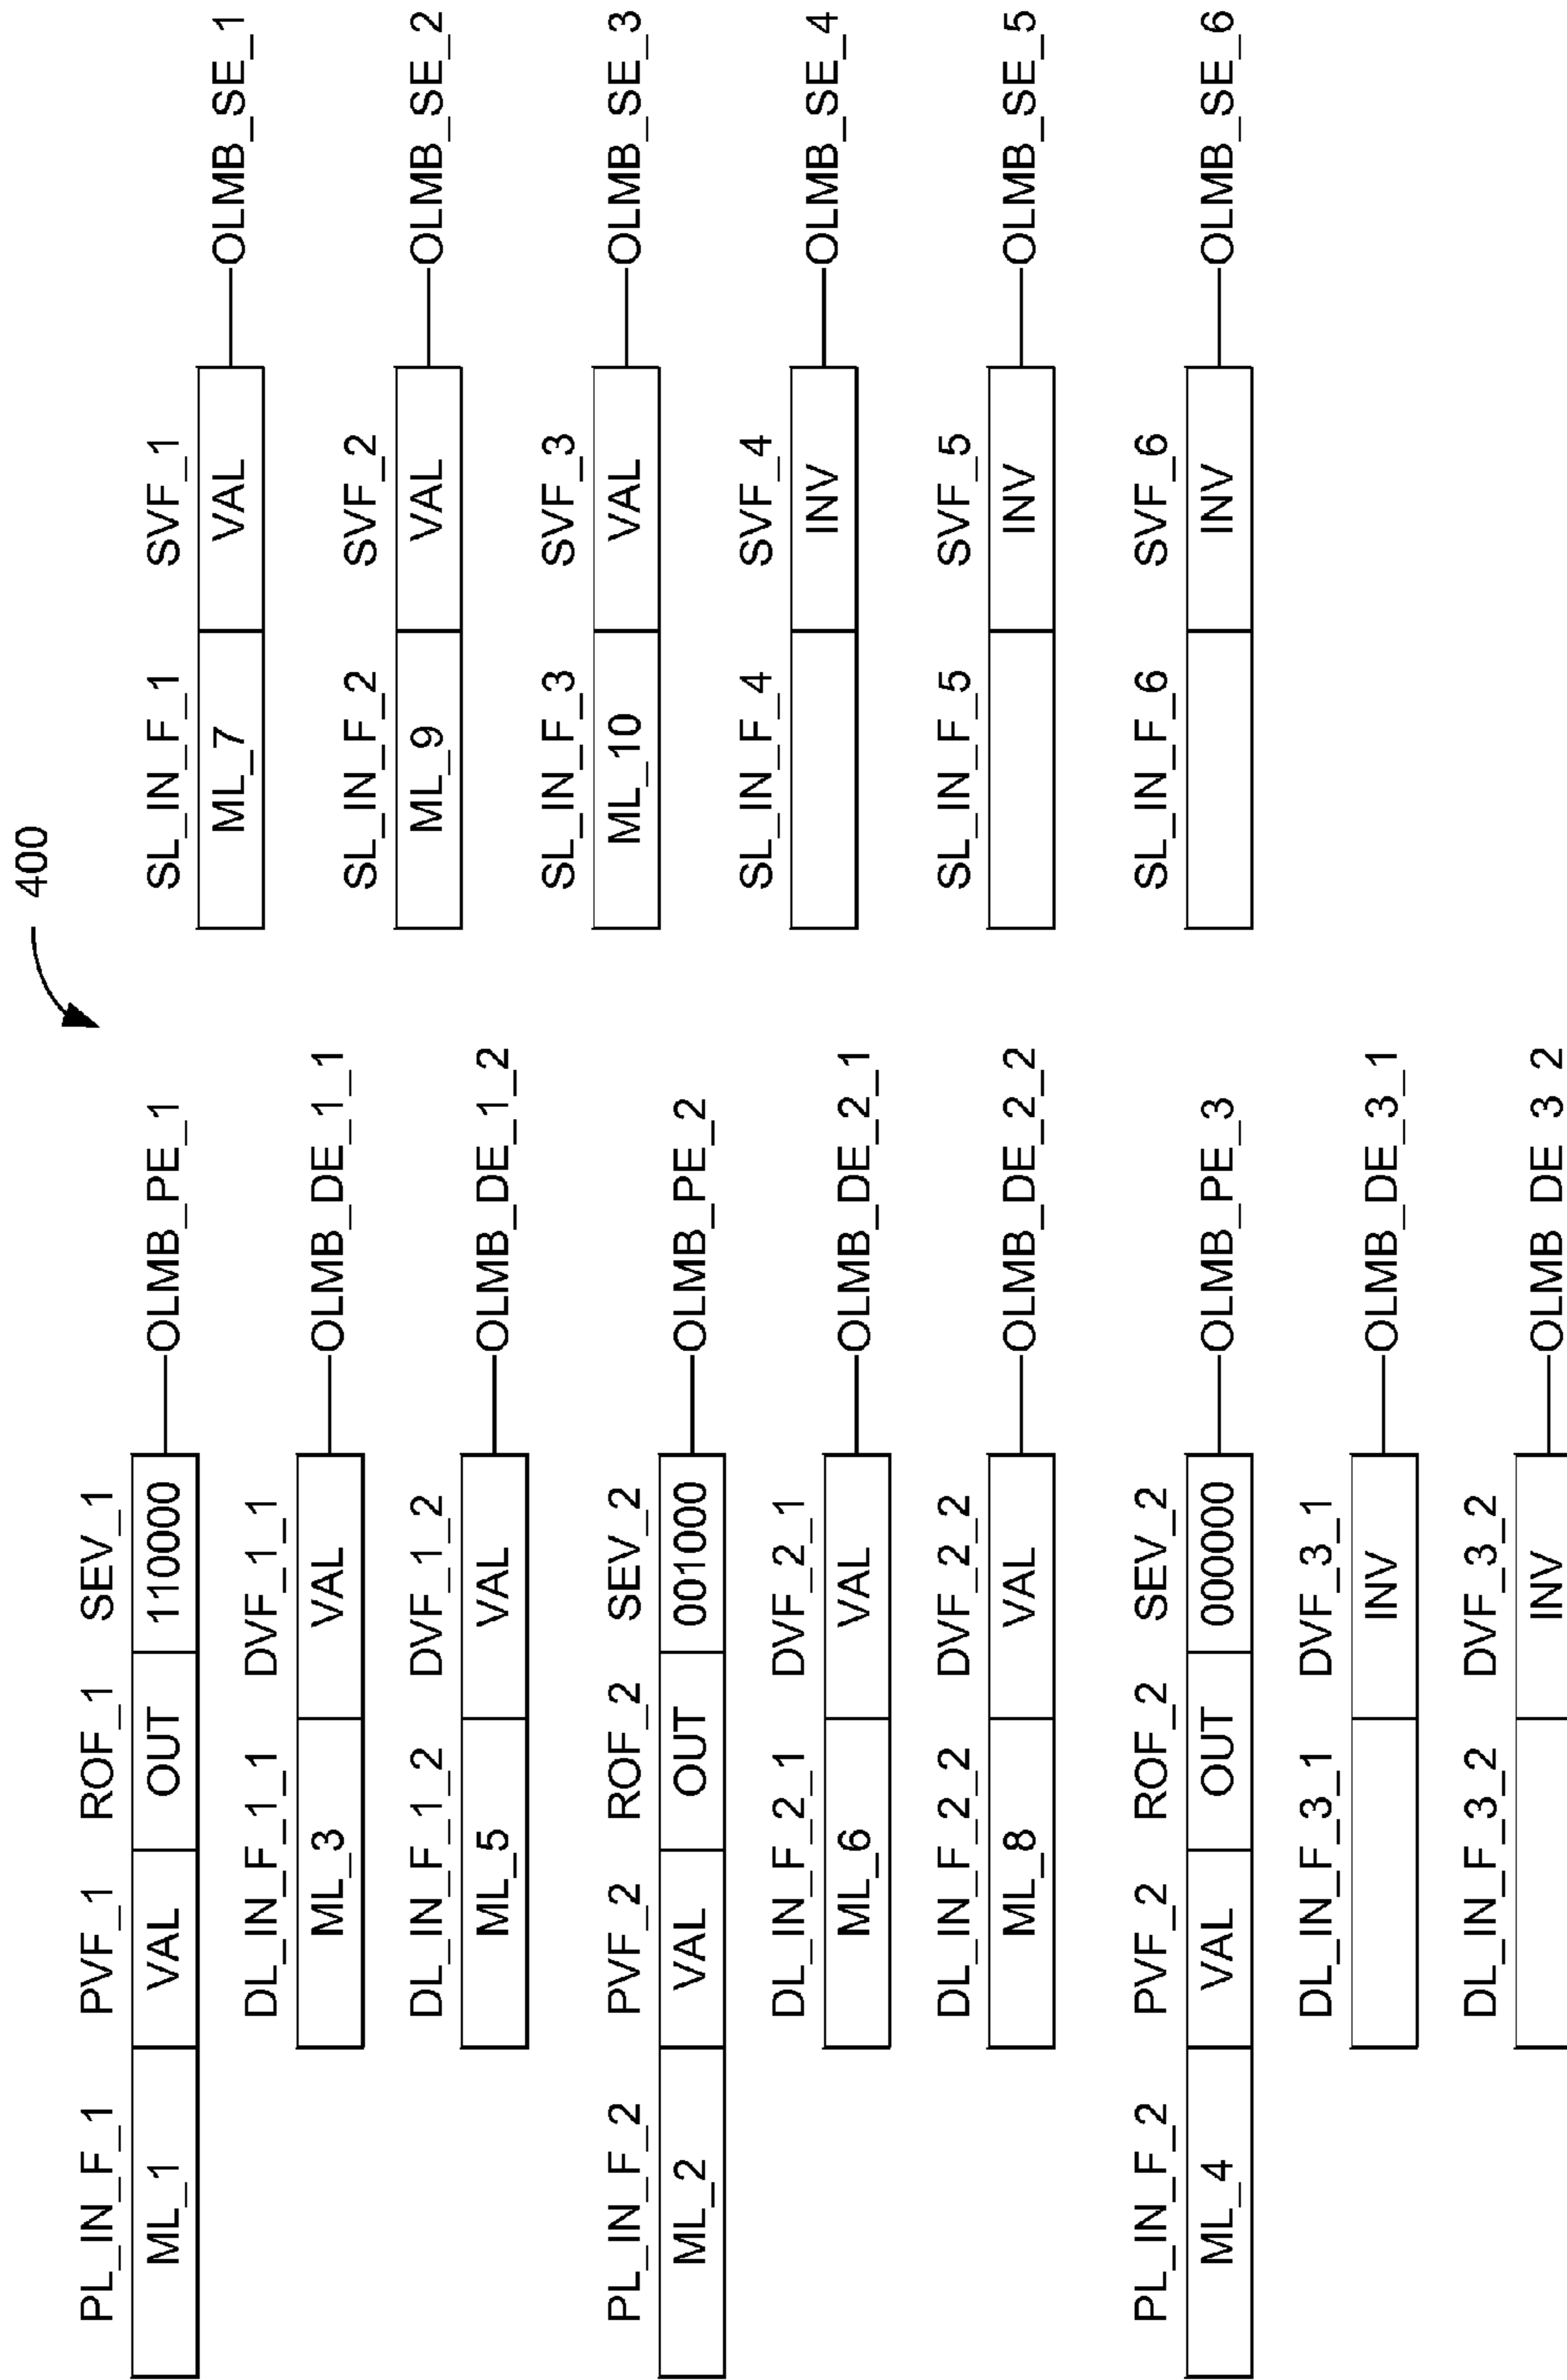 400
PL_IN_F_1 PVF_1 ROF_1 SEV_1
ML_1 VAL OUT 110000 OLMB_PE_1
DL_IN_F_1_1 DVF_1_1
ML_3 VAL OLMB_DE_1_1
DL_IN_F_1_2 DVF_1_2
ML_5 VAL OLMB_DE_1_2
PL_IN_F_2 PVF_2 ROF_2 SEV_2
ML_2 VAL OUT 001000 OLMB_PE_2
DL_IN_F_2_1 DVF_2_1
ML_6 VAL OLMB_DE_2_1
DL_IN_F_2_2 DVF_2_2
ML_8 VAL OLMB_DE_2_2
PL_IN_F_2 PVF_2 ROF_2 SEV_2
ML_4 VAL OUT 000000 OLMB_PE_3
DL_IN_F_3_1 DVF_3_1
INV OLMB_DE_3_1
DL_IN_F_3_2 DVF_3_2
INV OLMB_DE_3_2
SL_IN_F_1 SVF_1
ML_7 VAL OLMB_SE_1
SL_IN_F_2 SVF_2
ML_9 VAL OLMB_SE_2
SL_IN_F_3 SVF_3
ML_10 VAL OLMB_SE_3
SL_IN_F_4 SVF_4
INV OLMB_SE_4
SL_IN_F_5 SVF_5
INV OLMB_SE_5
SL_IN_F_6 SVF_6
INV OLMB_SE_6